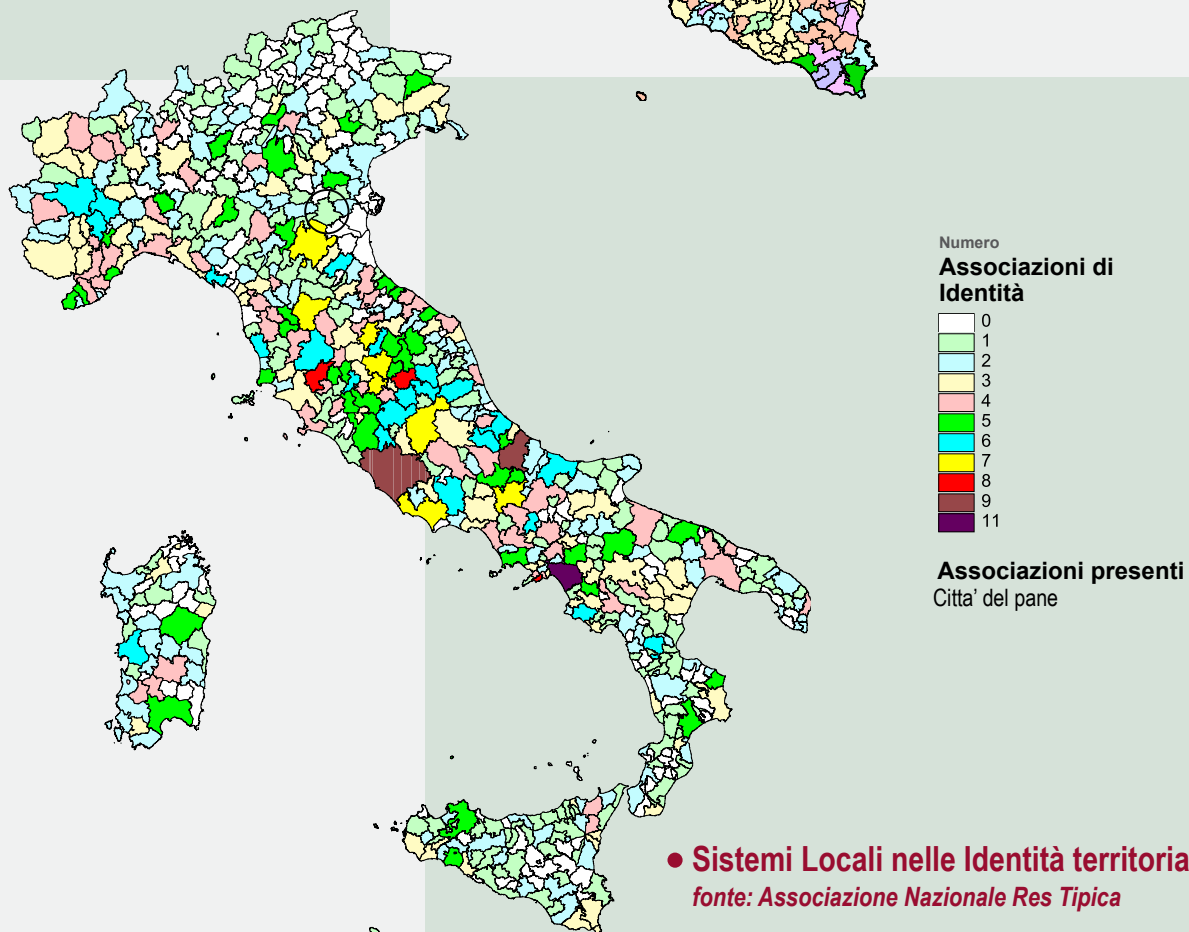 Numero
Associazioni di
Identità
0
1
2
3
4
5
6
7
8
9
11
Associazioni presenti
Citta' del pane
• Sistemi Locali nelle Identità territoria
fonte: Associazione Nazionale Res Tipica